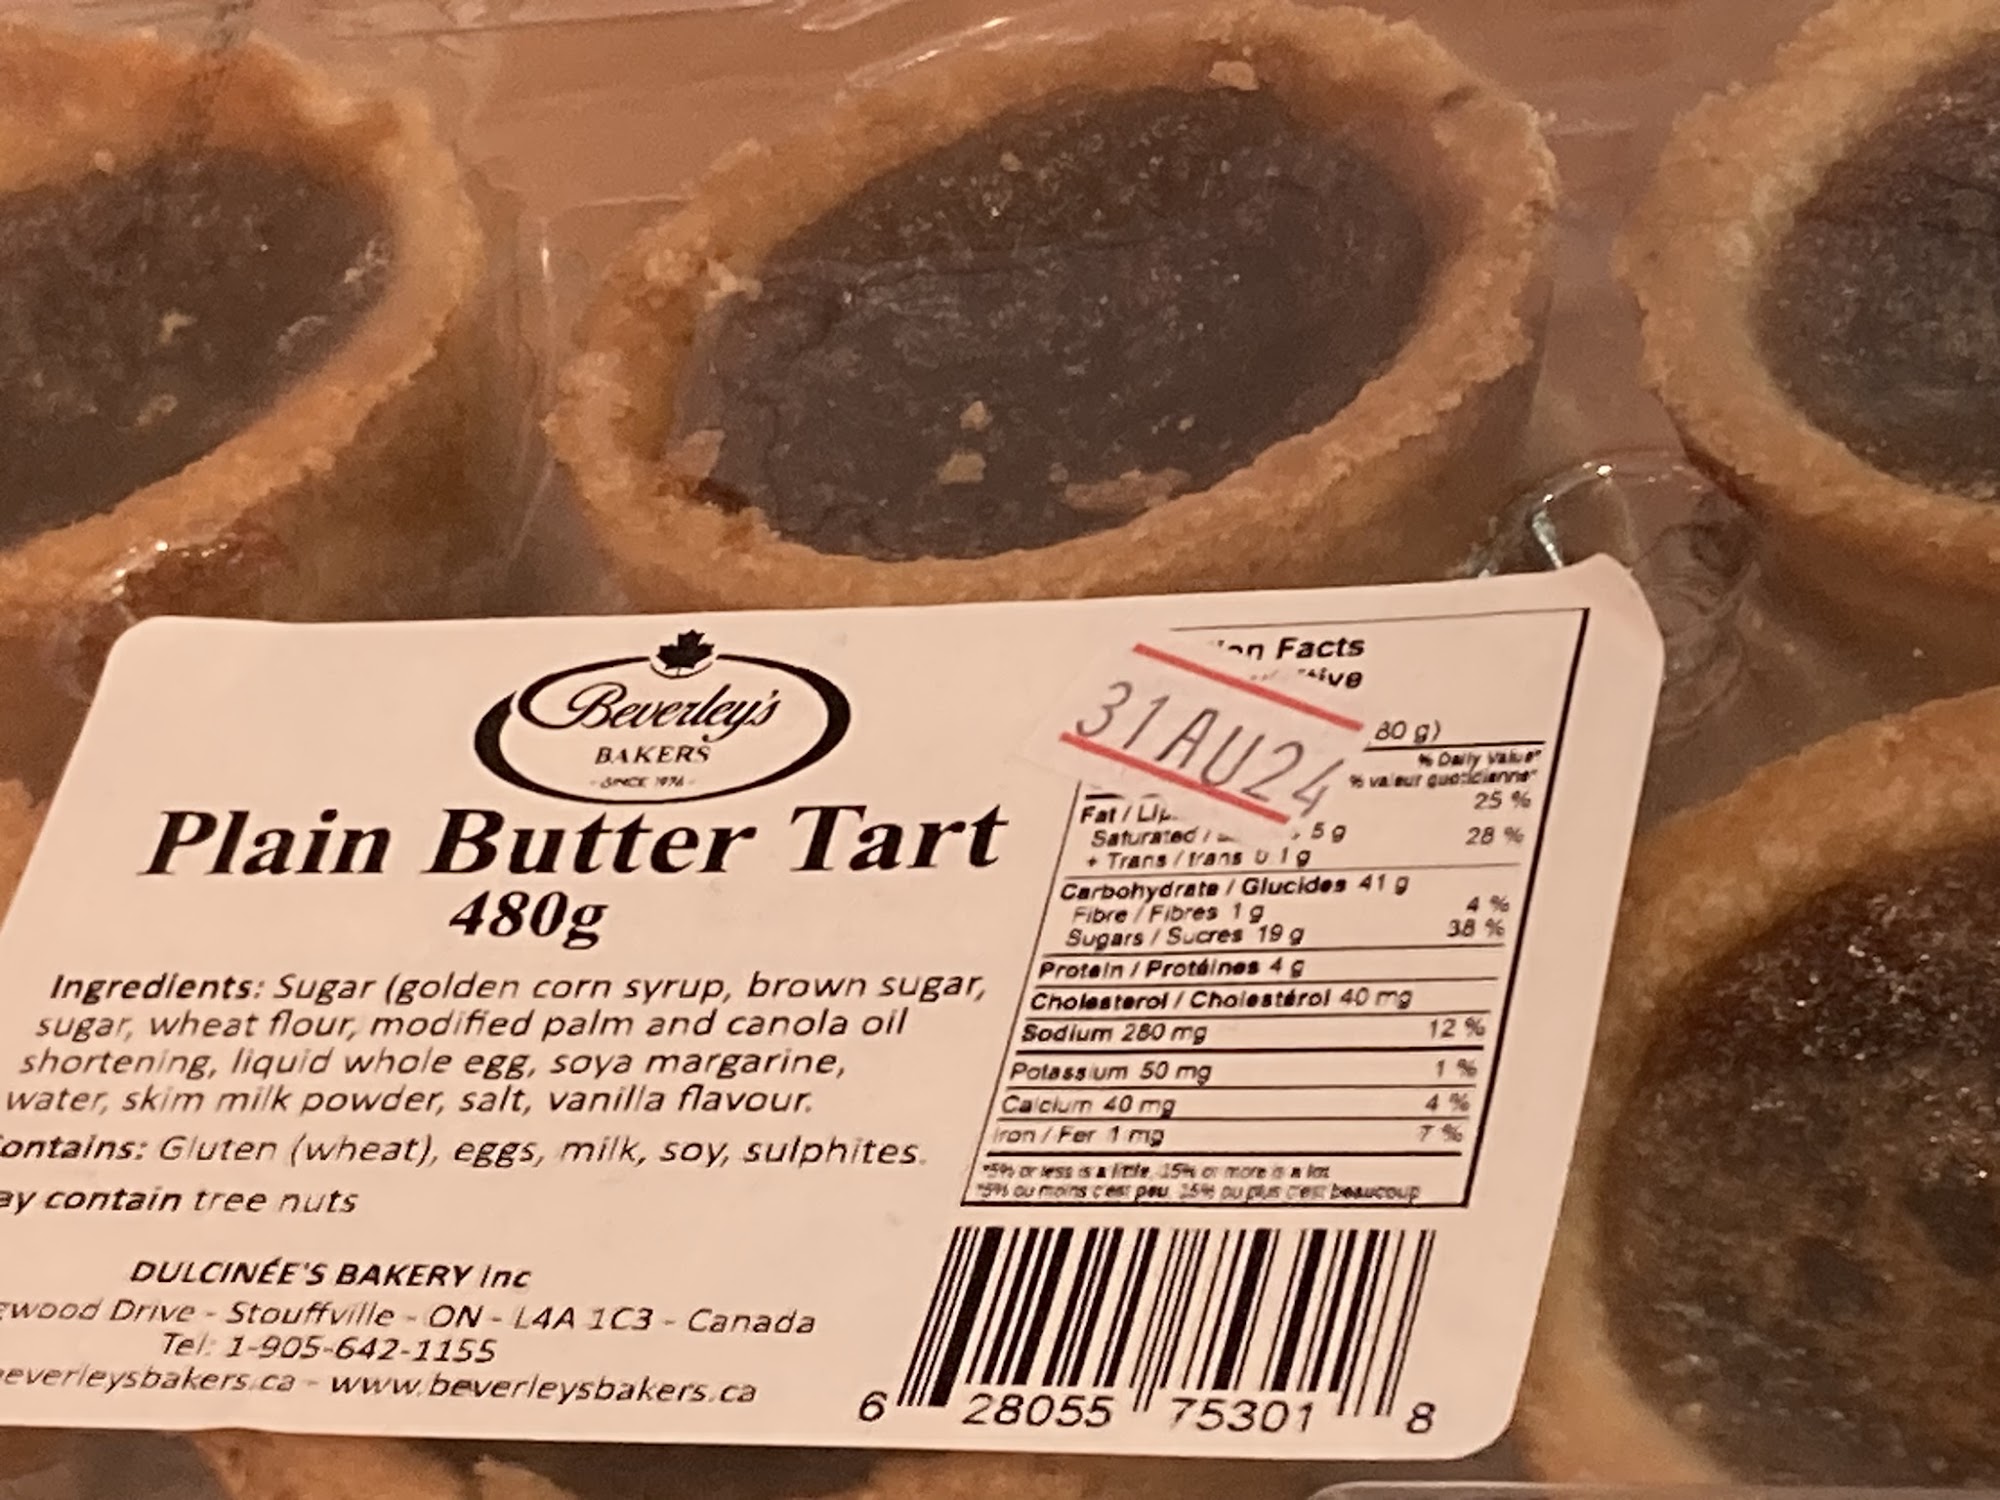 Beverley's
BAKERS
- SINCE 1976 -
Plain Butter Tart
480g
Ingredients: Sugar (golden corn syrup, brown sugar,
sugar, wheat flour, modified palm and canola oil
shortening, liquid whole egg, soya margarine,
water, skim milk powder, salt, vanilla flavour.
ontains: Gluten (wheat), eggs, milk, soy, sulphites.
ay contain tree nuts
DULCINÉE'S BAKERY Inc
wood Drive - Stouffville - ON - L4A 1C3 - Canada
Tel: 1-905-642-1155
everleysbakers.ca - www.beverleysbakers.ca
on Facts
tive
31AU24
80 g)
% Daily Value*
% valeur quotidienne*
Fat / Lip 25 %
Saturated / 5 g 28 %
+ Trans / trans 0.1 g
Carbohydrate / Glucides 41 g
Fibre / Fibres 1 g 4 %
Sugars / Sucres 19 g 38 %
Protein / Protéines 4 g
Cholesterol / Cholestérol 40 mg
Sodium 280 mg 12 %
Potassium 50 mg 1 %
Calcium 40 mg 4 %
Iron / Fer 1 mg 7 %
*5% or less is a little, 15% or more is a lot
*5% ou moins c'est peu, 15% ou plus c'est beaucoup
6 28055 75301 8